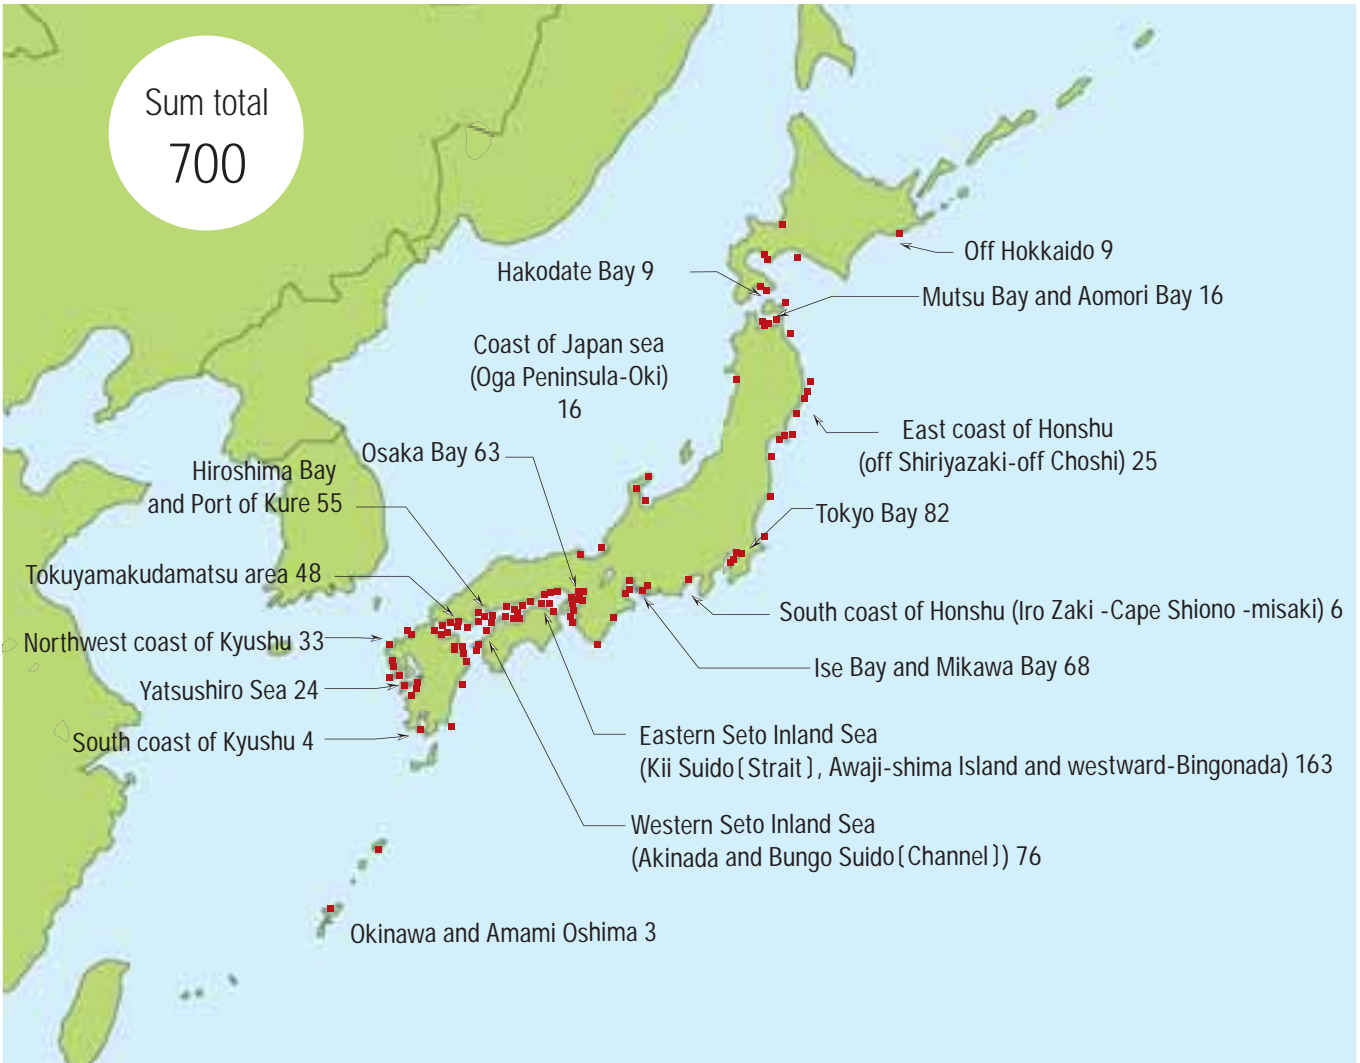 Sum total
700
Off Hokkaido 9
Hakodate Bay 9
Mutsu Bay and Aomori Bay 16
Coast of Japan sea
(Oga Peninsula-Oki)
16
East coast of Honshu
(off Shiriyazaki-off Choshi) 25
Osaka Bay 63
Hiroshima Bay
and Port of Kure 55
Tokyo Bay 82
Tokuyamakudamatsu area 48
South coast of Honshu (Iro Zaki -Cape Shiono -misaki) 6
Northwest coast of Kyushu 33
Ise Bay and Mikawa Bay 68
Yatsushiro Sea 24
South coast of Kyushu 4
Eastern Seto Inland Sea
(Kii Suido〔Strait〕, Awaji-shima Island and westward-Bingonada) 163
Western Seto Inland Sea
(Akinada and Bungo Suido〔Channel〕) 76
Okinawa and Amami Oshima 3